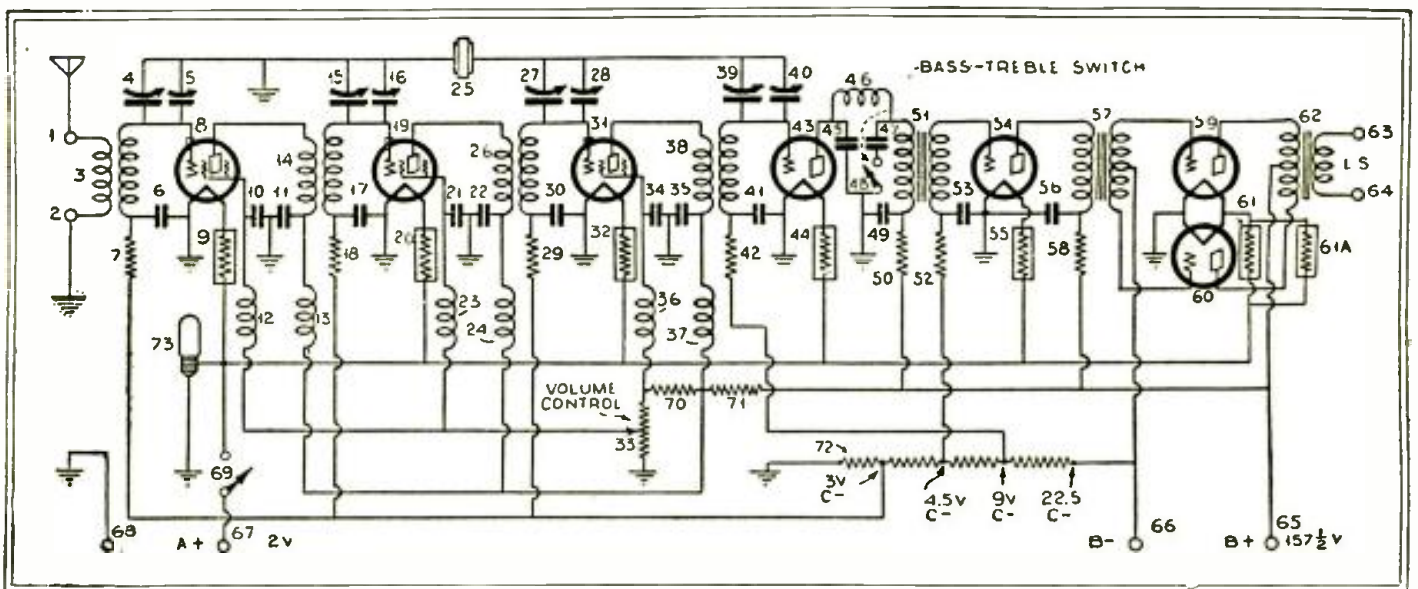 4 5 15 16 25 27 28 39 40
46 -BASS-TREBLE SWITCH
1 8 19 31 43 45 47 51 54 57 59 62 63
3 14 26 38 48 LS
2 6 10 11 17 21 22 30 34 35 41 49 53 56 61 64
7 9 18 20 29 32 42 44 50 52 55 58 60 61A
12 13 23 24 36 37
73
VOLUME
CONTROL
70 71
33
72
69
3V
C-
4.5V
C-
9V
C-
22.5
C-
68 A+ 67 2V B- 66 B+ 65 157½ V